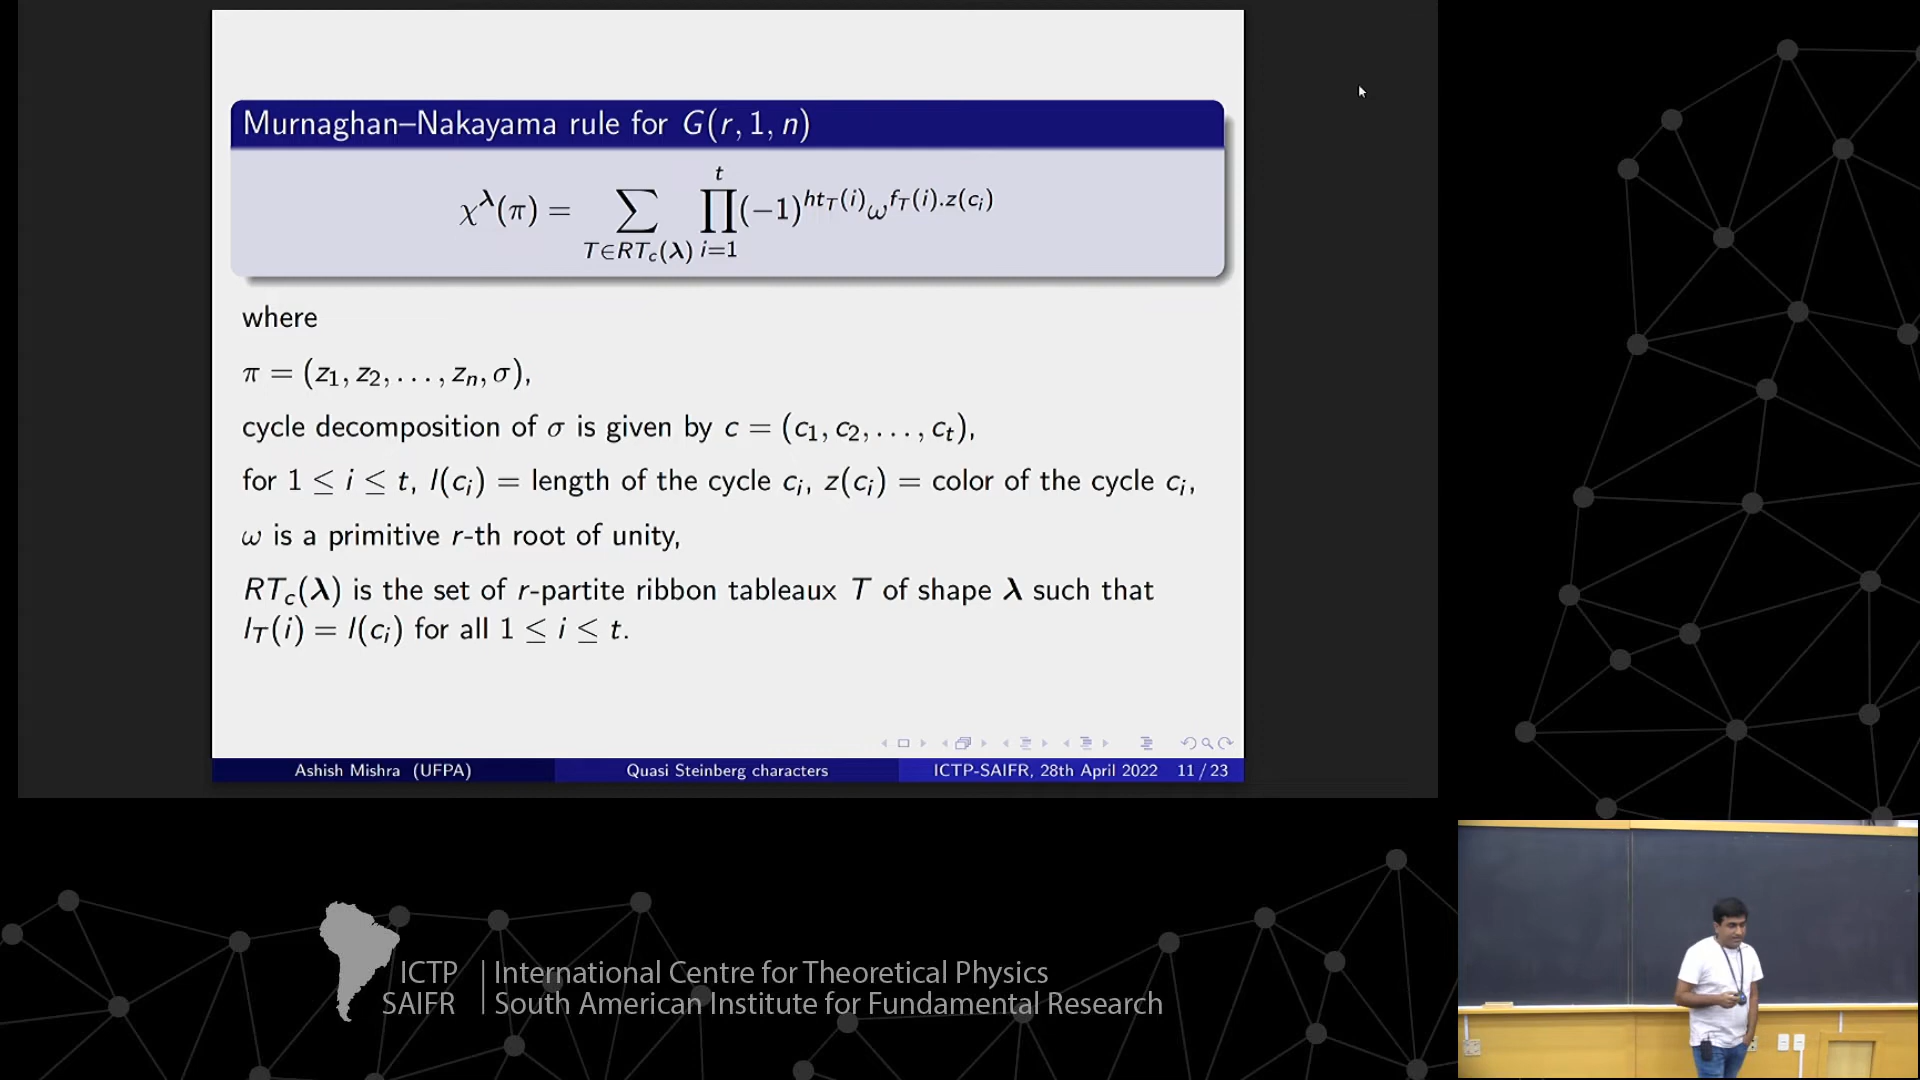 Murnaghan–Nakayama rule for G(r, 1, n)
χ^λ(π) = ∑_{T∈RT_c(λ)} ∏_{i=1}^{t} (−1)^{ht_T(i)} ω^{f_T(i).z(c_i)}
where
π = (z₁, z₂, . . . , zₙ, σ),
cycle decomposition of σ is given by c = (c₁, c₂, . . . , c_t),
for 1 ≤ i ≤ t, l(c_i) = length of the cycle c_i, z(c_i) = color of the cycle c_i,
ω is a primitive r-th root of unity,
RT_c(λ) is the set of r-partite ribbon tableaux T of shape λ such that
l_T(i) = l(c_i) for all 1 ≤ i ≤ t.
Ashish Mishra (UFPA) Quasi Steinberg characters ICTP-SAIFR, 28th April 2022 11 / 23
ICTP International Centre for Theoretical Physics
SAIFR South American Institute for Fundamental Research